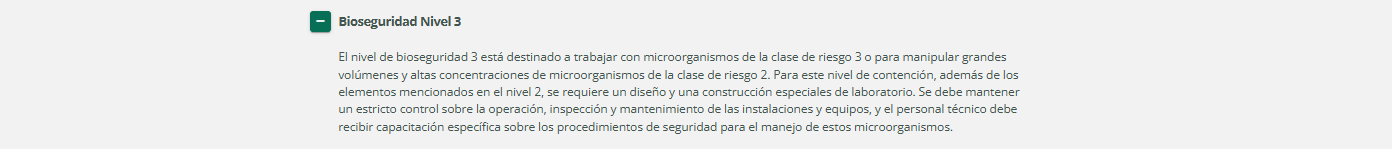 Bioseguridad Nivel 3
El nivel de bioseguridad 3 está destinado a trabajar con microorganismos de la clase de riesgo 3 o para manipular grandes
volúmenes y altas concentraciones de microorganismos de la clase de riesgo 2. Para este nivel de contención, además de los
elementos mencionados en el nivel 2, se requiere un diseño y una construcción especiales de laboratorio. Se debe mantener
un estricto control sobre la operación, inspección y mantenimiento de las instalaciones y equipos, y el personal técnico debe
recibir capacitación específica sobre los procedimientos de seguridad para el manejo de estos microorganismos.